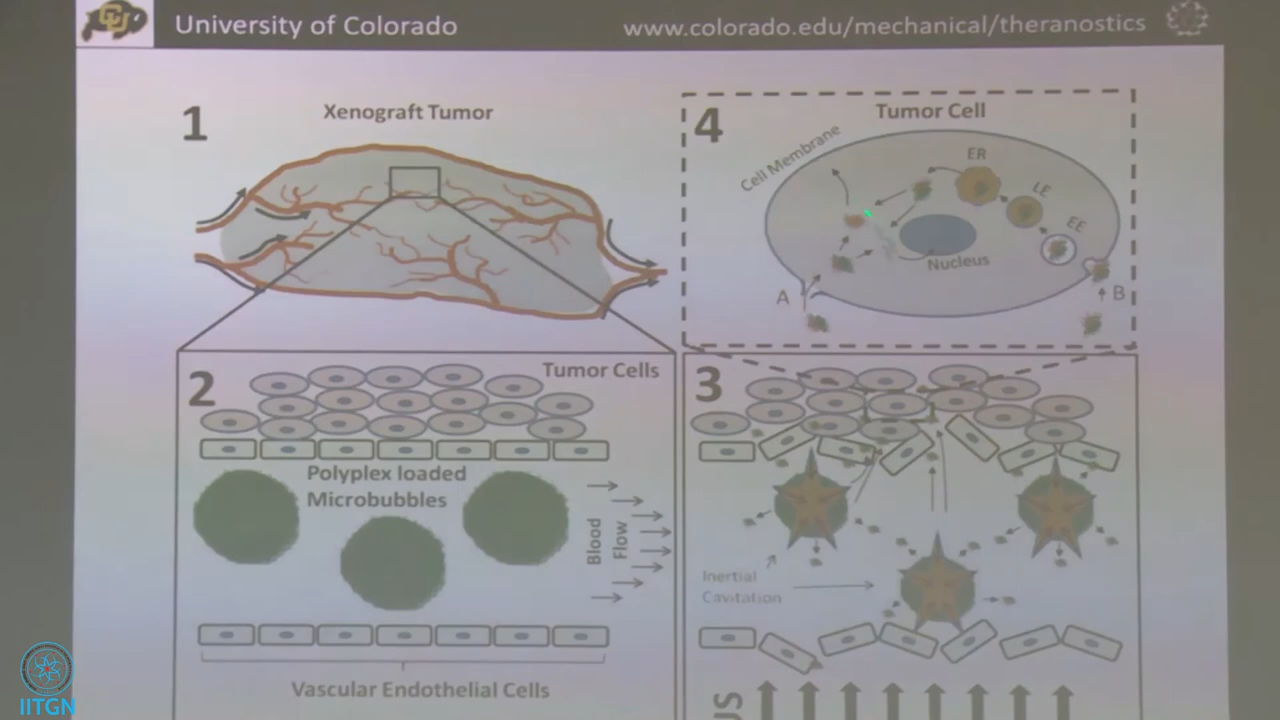 CU
University of Colorado
www.colorado.edu/mechanical/theranostics
1
Xenograft Tumor
4
Tumor Cell
Cell Membrane
ER
LE
EE
Nucleus
A
B
2
Tumor Cells
Polyplex loaded
Microbubbles
Blood
Flow
Vascular Endothelial Cells
3
Inertial
Cavitation
US
IITGN